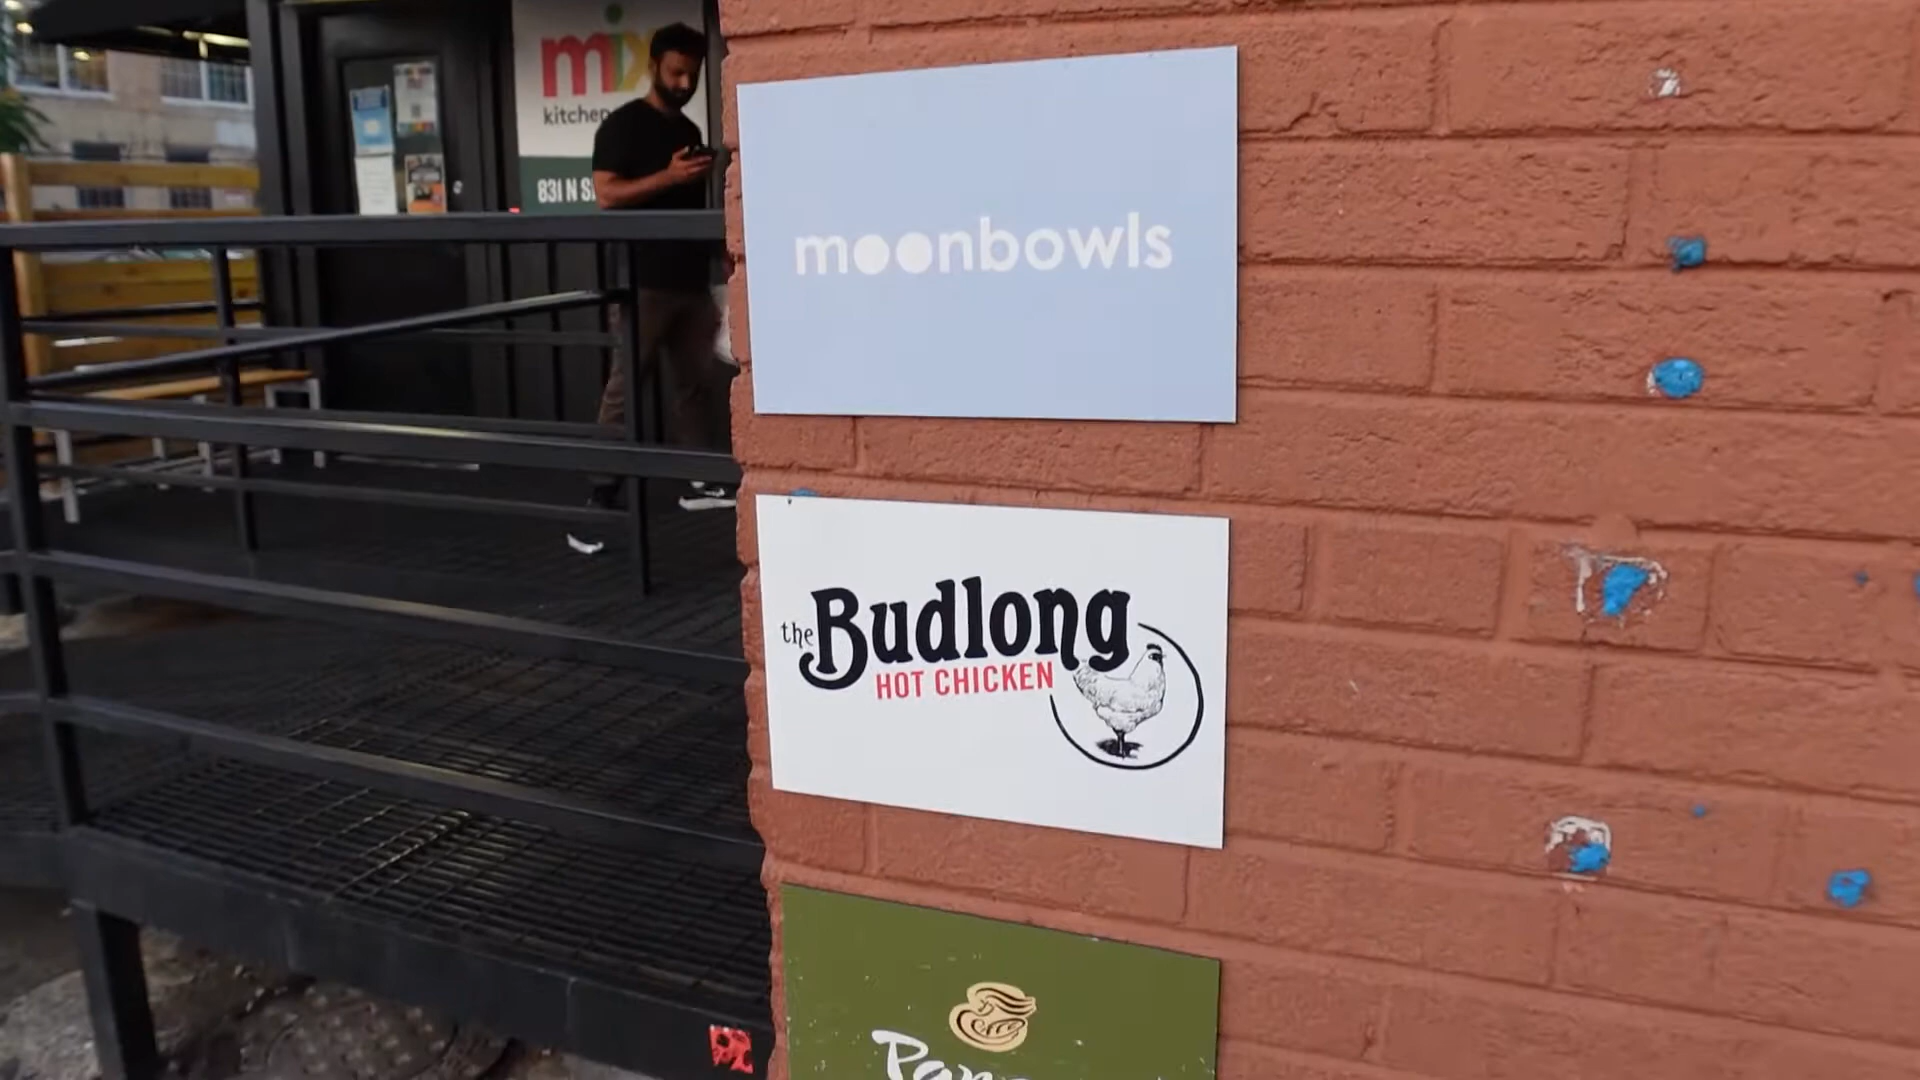 mix
kitchen
831 N
moonbowls
the Budlong
HOT CHICKEN